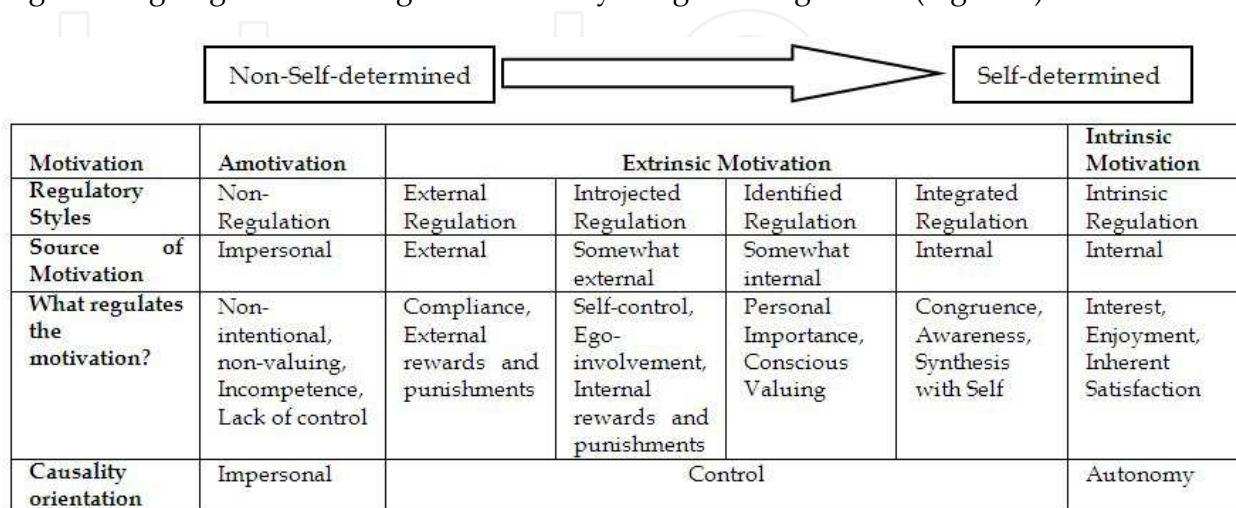 Non-Self-determined Self-determined
Motivation Amotivation Extrinsic Motivation Intrinsic Motivation
Regulatory Styles Non-Regulation External Regulation Introjected Regulation Identified Regulation Integrated Regulation Intrinsic Regulation
Source of Motivation Impersonal External Somewhat external Somewhat internal Internal Internal
What regulates the motivation? Non-intentional, non-valuing, Incompetence, Lack of control Compliance, External rewards and punishments Self-control, Ego-involvement, Internal rewards and punishments Personal Importance, Conscious Valuing Congruence, Awareness, Synthesis with Self Interest, Enjoyment, Inherent Satisfaction
Causality orientation Impersonal Control Autonomy